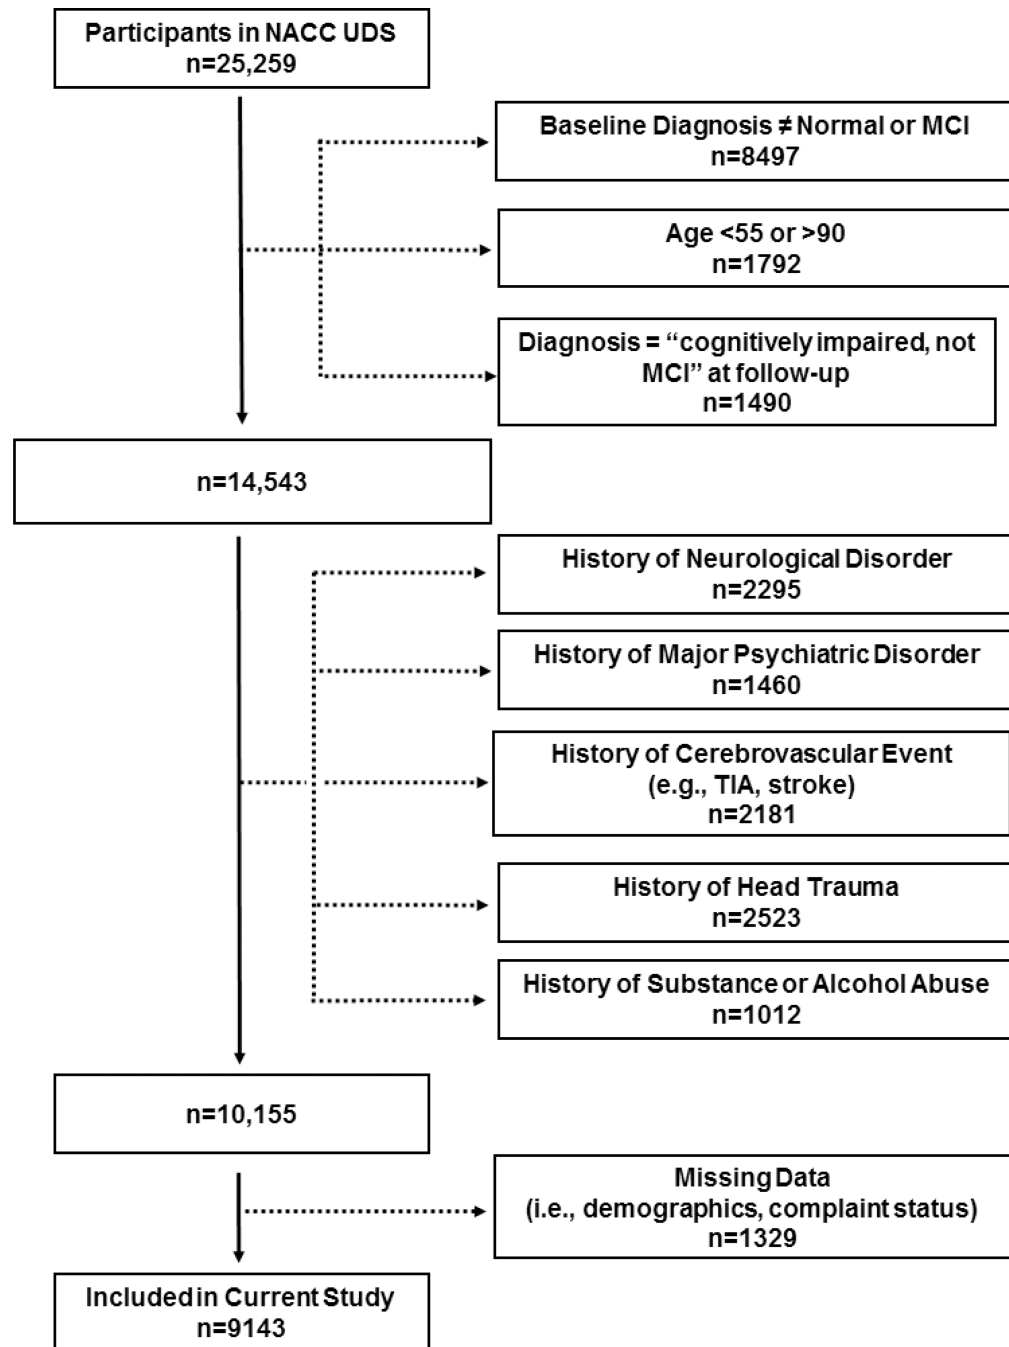 Participants in NACC UDS
n=25,259
Baseline Diagnosis ≠ Normal or MCI
n=8497
Age <55 or >90
n=1792
Diagnosis = “cognitively impaired, not
MCI” at follow-up
n=1490
n=14,543
History of Neurological Disorder
n=2295
History of Major Psychiatric Disorder
n=1460
History of Cerebrovascular Event
(e.g., TIA, stroke)
n=2181
History of Head Trauma
n=2523
History of Substance or Alcohol Abuse
n=1012
n=10,155
Missing Data
(i.e., demographics, complaint status)
n=1329
Included in Current Study
n=9143